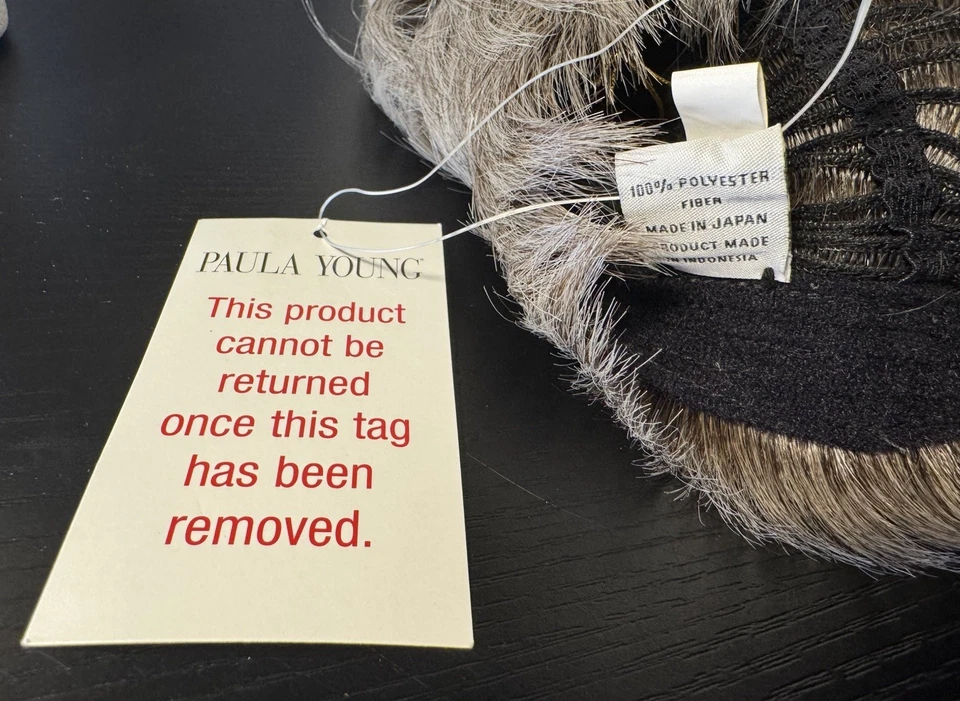 PAULA YOUNG
This product
cannot be
returned
once this tag
has been
removed.
100% POLYESTER
FIBER
MADE IN JAPAN
RODUCT MADE
IN INDONESIA